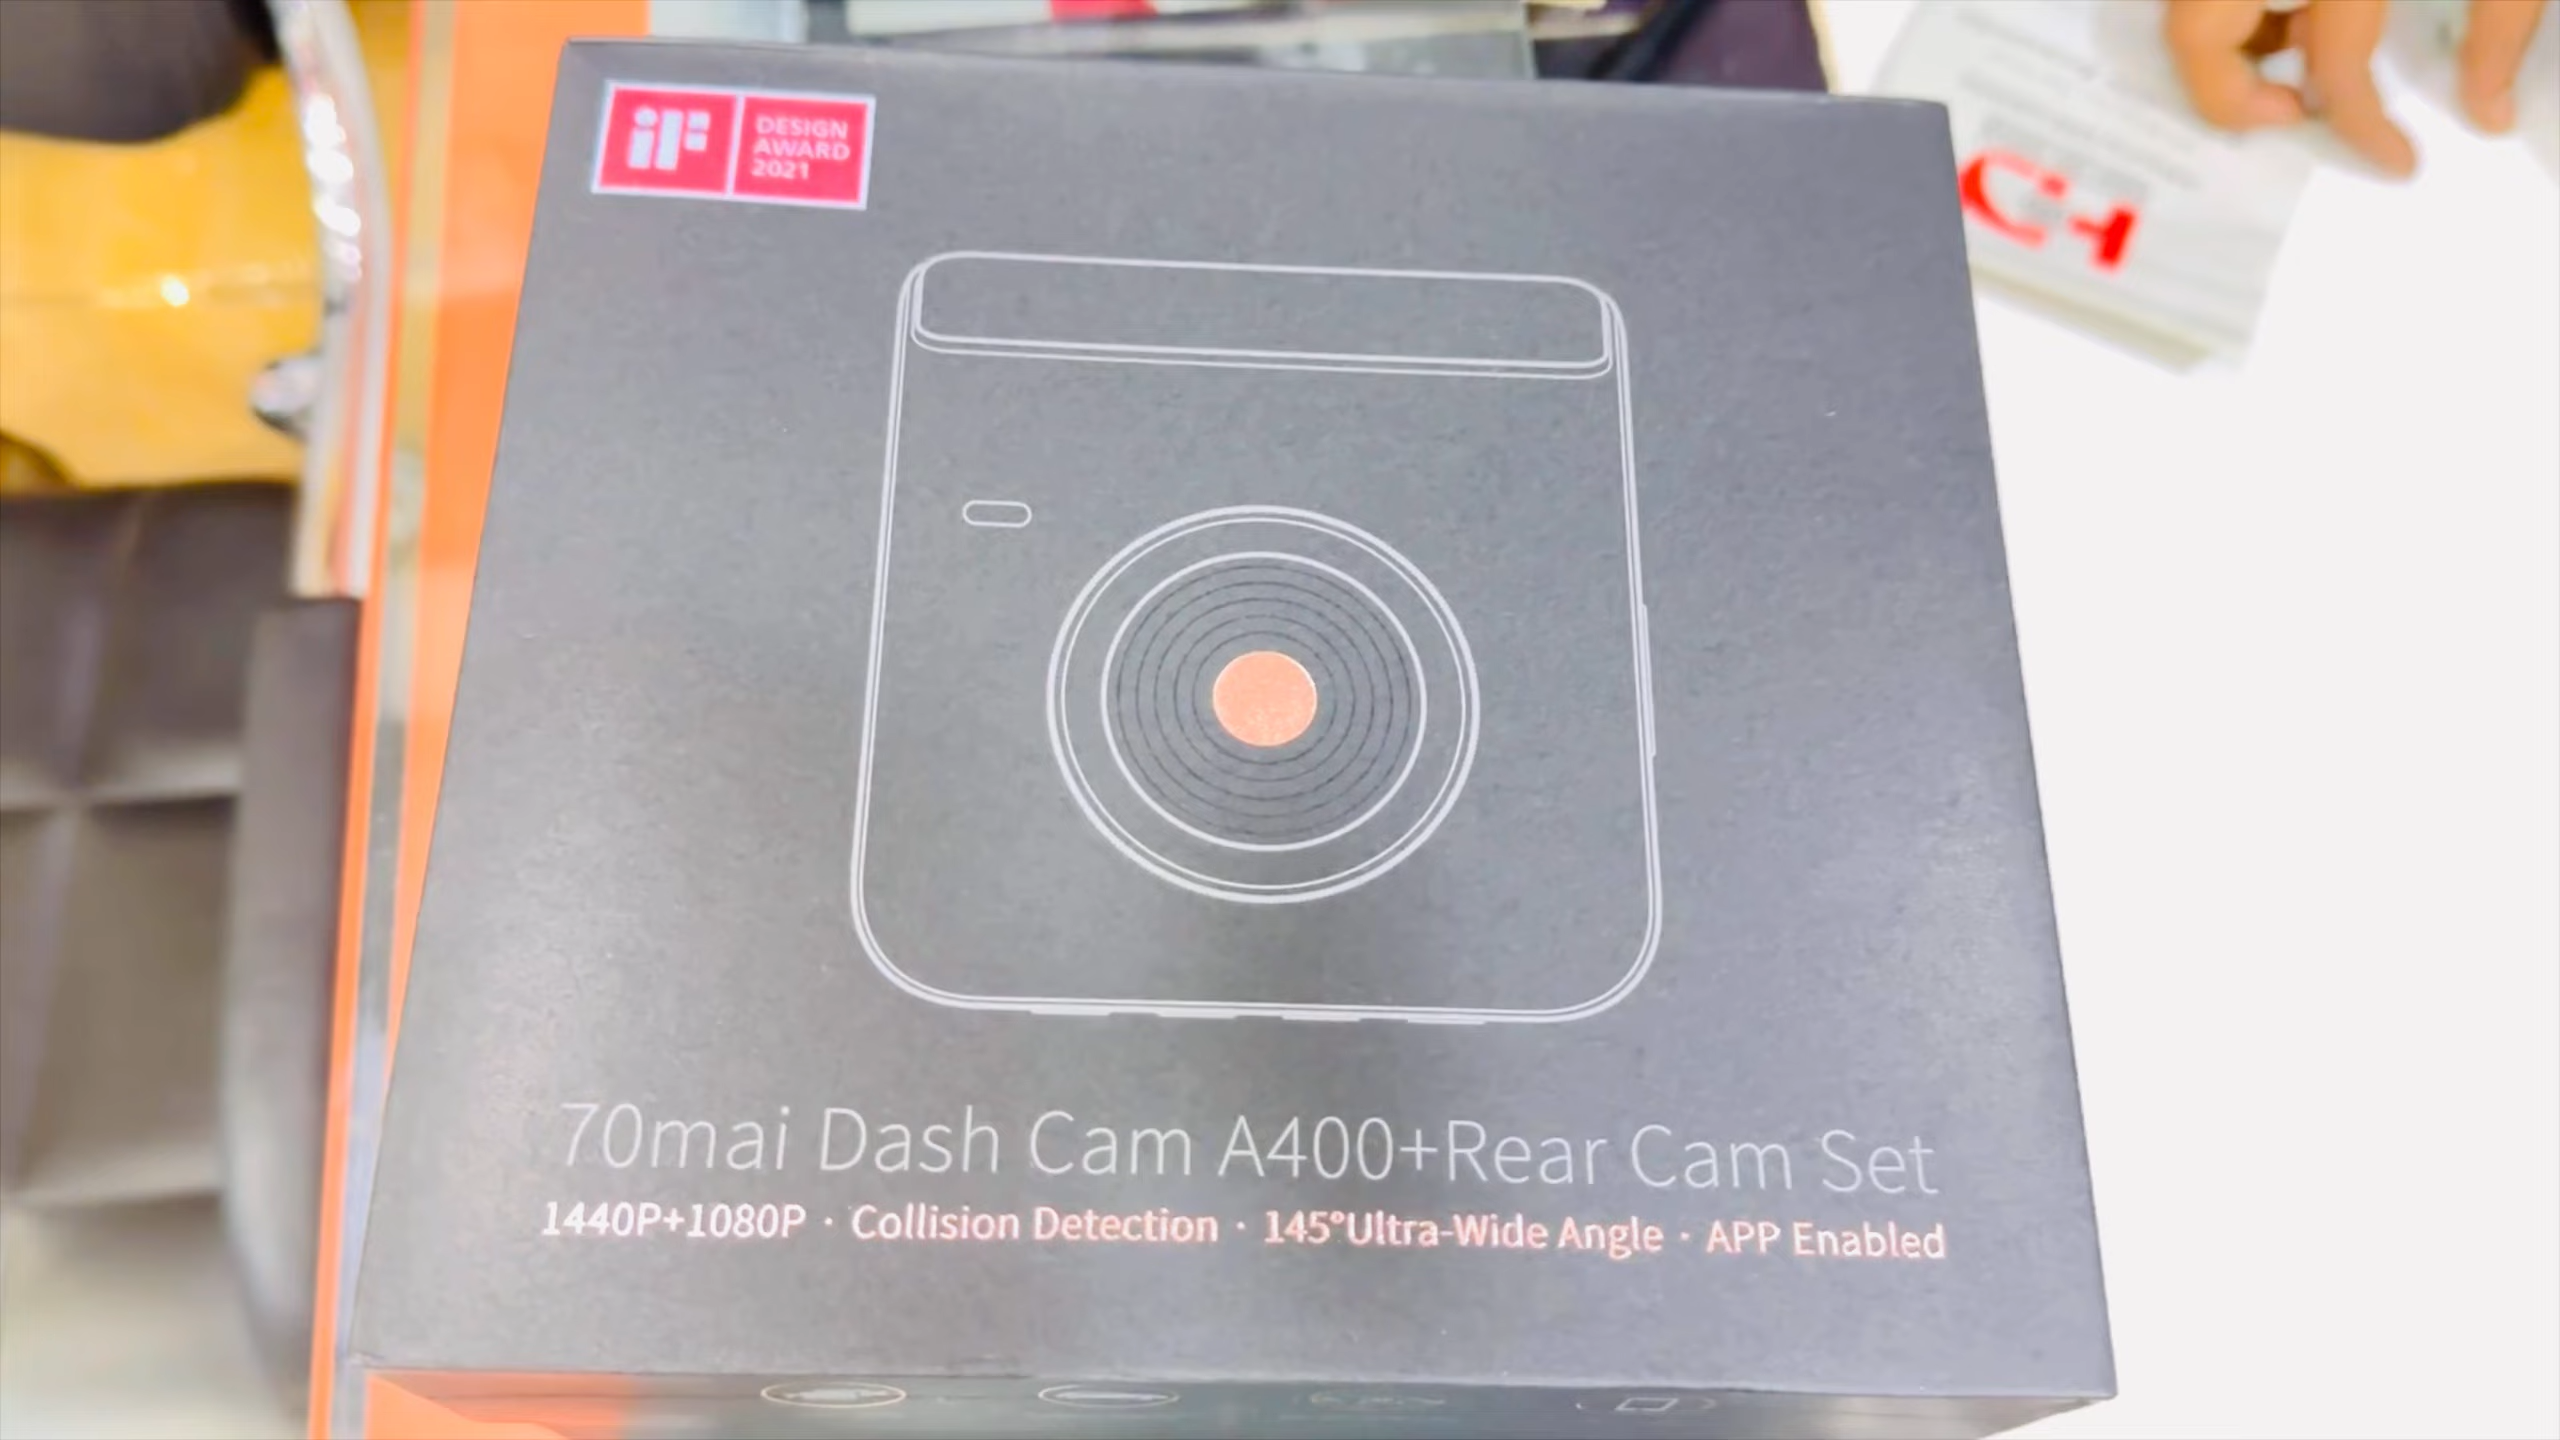 iF
DESIGN
AWARD
2021
70mai Dash Cam A400+Rear Cam Set
1440P+1080P · Collision Detection · 145°Ultra-Wide Angle · APP Enabled